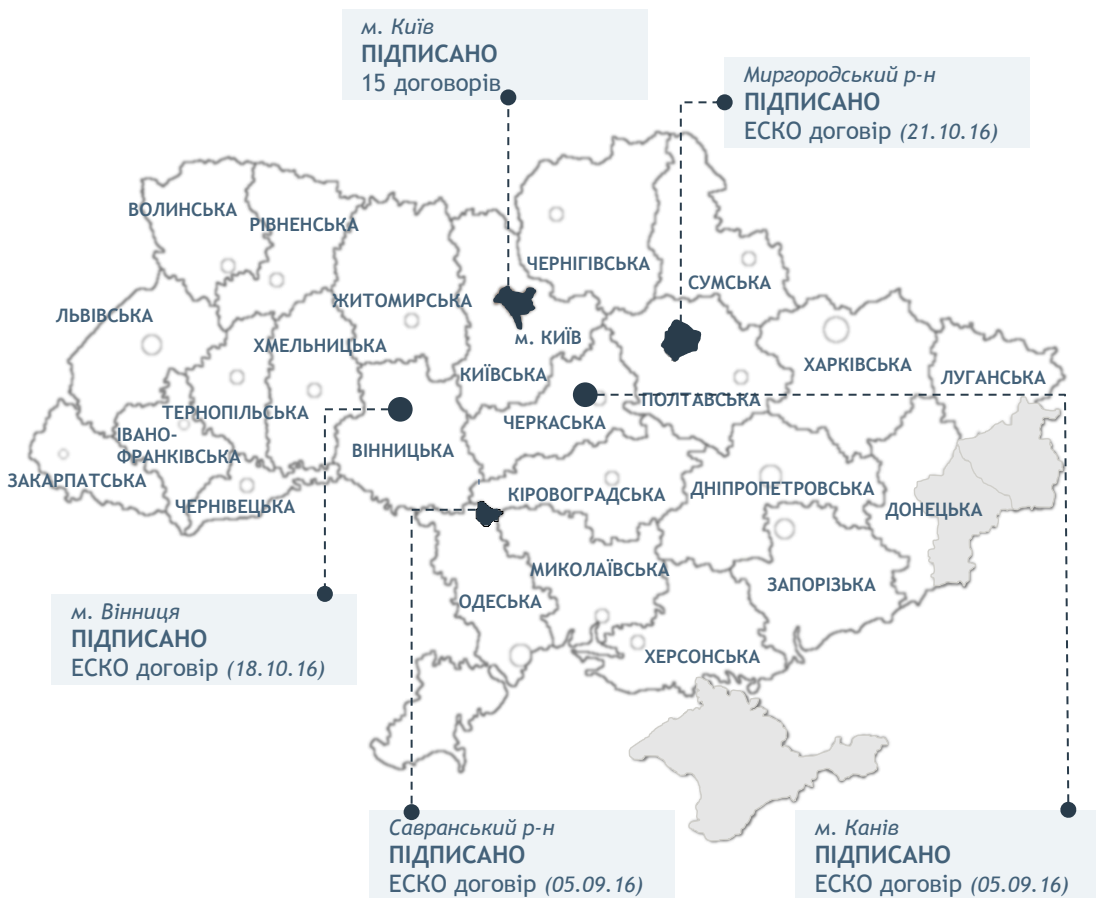 м. Київ
ПІДПИСАНО
15 договорів
Миргородський р-н
ПІДПИСАНО
ЕСКО договір (21.10.16)
ВОЛИНСЬКА
РІВНЕНСЬКА
ЧЕРНІГІВСЬКА
СУМСЬКА
ЖИТОМИРСЬКА
ЛЬВІВСЬКА
м. КИЇВ
ХМЕЛЬНИЦЬКА
КИЇВСЬКА
ХАРКІВСЬКА
ЛУГАНСЬКА
ПОЛТАВСЬКА
ТЕРНОПІЛЬСЬКА
ЧЕРКАСЬКА
ІВАНО-
ФРАНКІВСЬКА
ВІННИЦЬКА
ЗАКАРПАТСЬКА
ЧЕРНІВЕЦЬКА
КІРОВОГРАДСЬКА
ДНІПРОПЕТРОВСЬКА
ДОНЕЦЬКА
МИКОЛАЇВСЬКА
ЗАПОРІЗЬКА
ОДЕСЬКА
ХЕРСОНСЬКА
м. Вінниця
ПІДПИСАНО
ЕСКО договір (18.10.16)
Савранський р-н
ПІДПИСАНО
ЕСКО договір (05.09.16)
м. Канів
ПІДПИСАНО
ЕСКО договір (05.09.16)